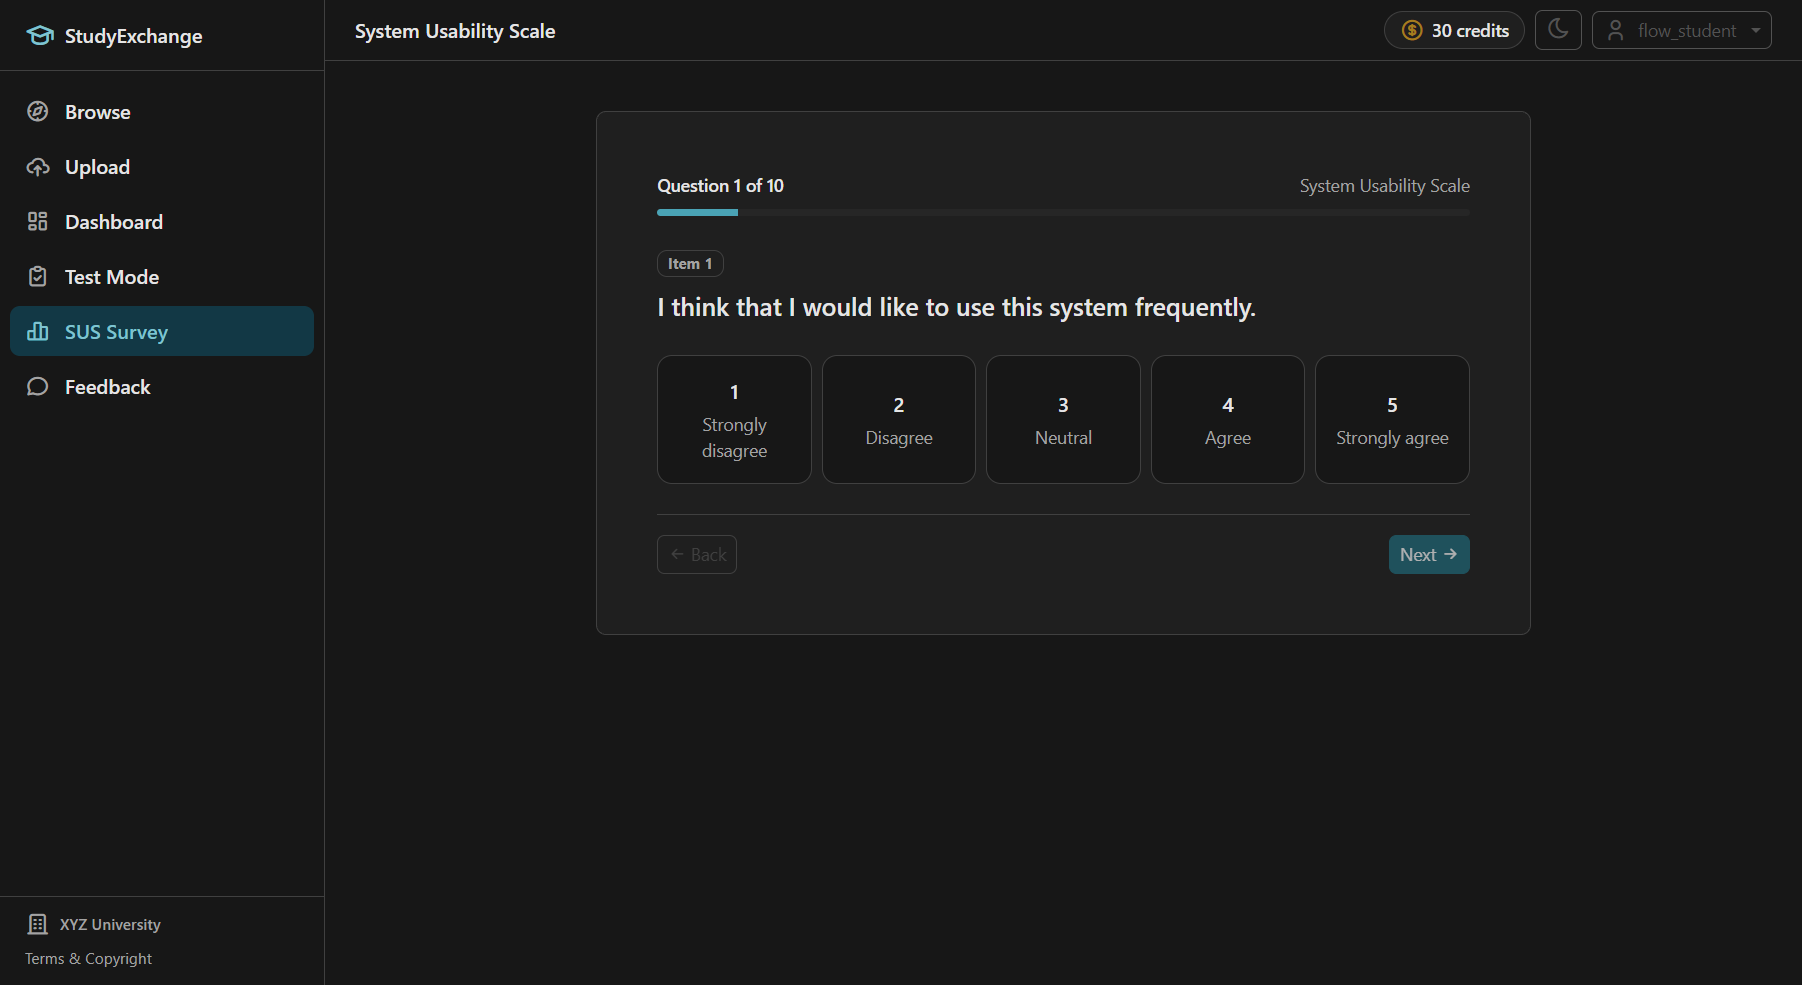 StudyExchange
System Usability Scale
30 credits
flow_student
Browse
Upload
Dashboard
Test Mode
SUS Survey
Feedback
Question 1 of 10
System Usability Scale
Item 1
I think that I would like to use this system frequently.
1
Strongly
disagree
2
Disagree
3
Neutral
4
Agree
5
Strongly agree
← Back
Next →
XYZ University
Terms & Copyright